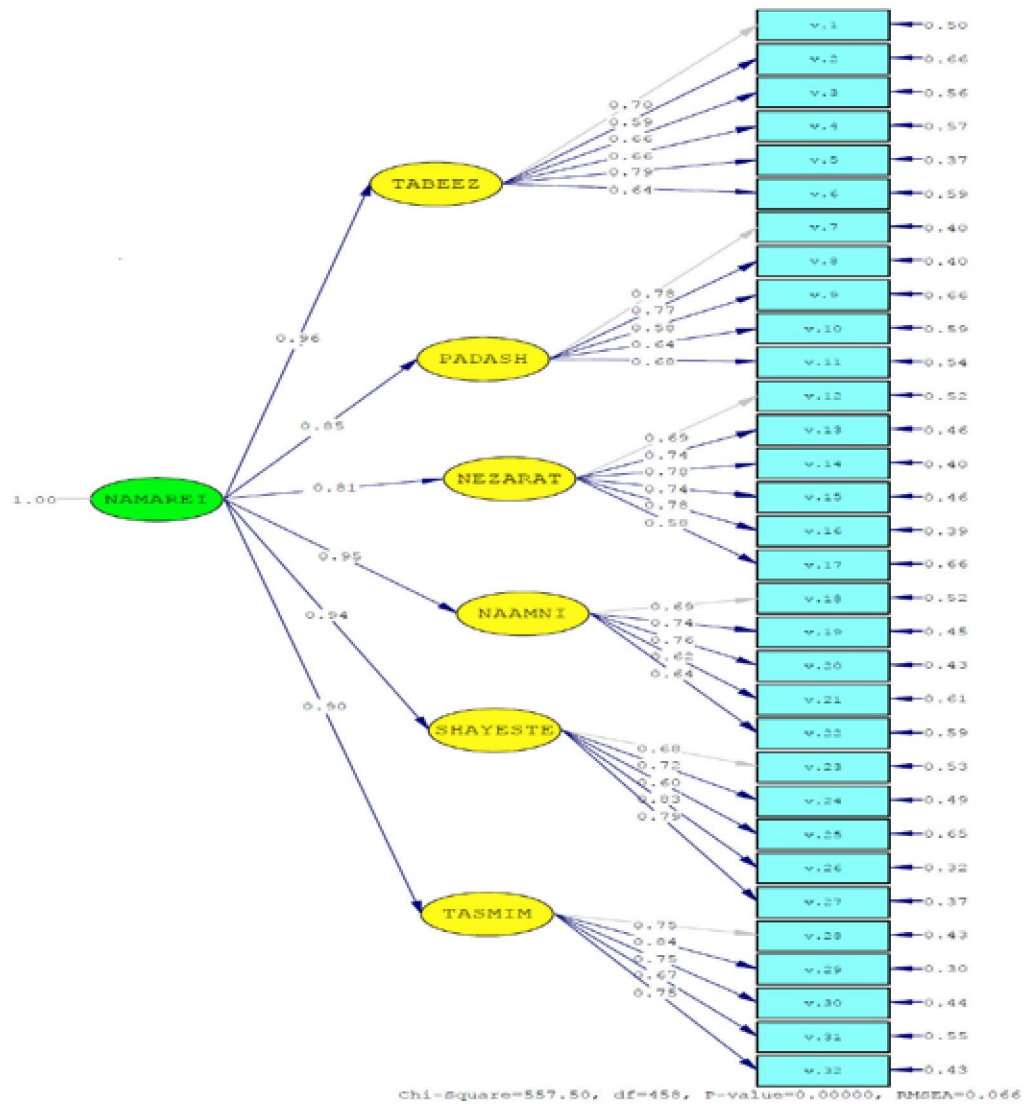 v.1 0.50
v.2 0.66
v.3 0.56
0.70
0.59
v.4 0.57
0.66
0.66
v.5 0.37
0.79
TABEEZ
0.64
v.6 0.59
v.7 0.40
v.8 0.40
0.78
v.9 0.66
0.77
0.58
v.10 0.59
0.96
0.64
PADASH
0.68
v.11 0.54
v.12 0.52
0.85
v.13 0.46
0.69
0.74
v.14 0.40
0.78
NEZARAT
0.74
0.81
v.15 0.46
1.00
NAMAREI
0.78
0.58
v.16 0.39
0.95
v.17 0.66
v.18 0.52
0.69
NAAMNI
0.94
0.74
v.19 0.45
0.76
0.62
v.20 0.43
0.64
v.21 0.61
0.90
SHAYESTE
v.22 0.59
0.68
0.72
v.23 0.53
0.60
0.83
v.24 0.49
0.79
v.25 0.65
v.26 0.32
v.27 0.37
TASMIM
0.75
v.28 0.43
0.84
0.75
v.29 0.30
0.67
0.75
v.30 0.44
v.31 0.55
v.32 0.43
Chi-Square=557.50, df=458, P-value=0.00000, RMSEA=0.066